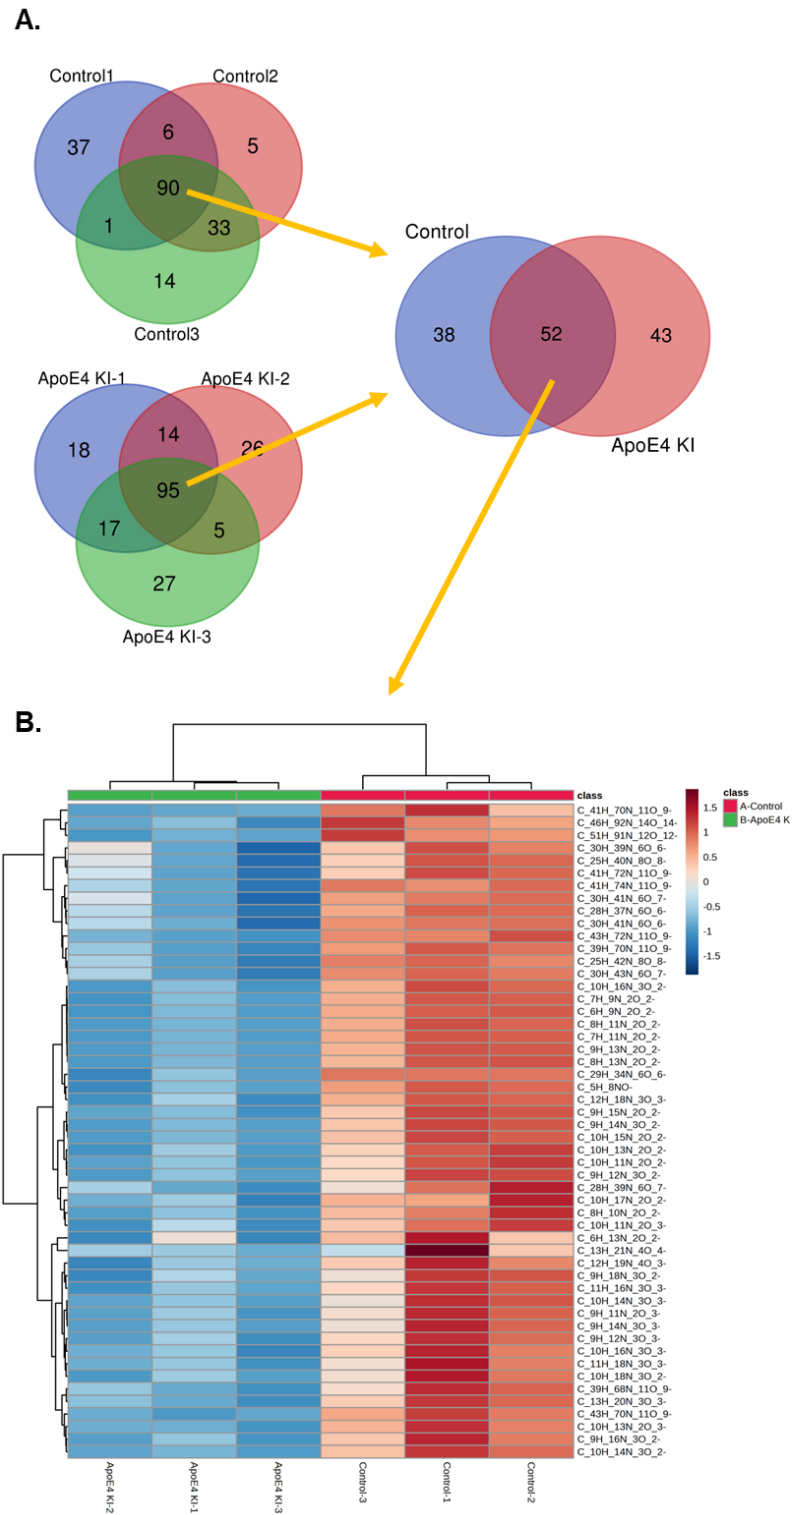 A.
Control1
Control2
37
6
5
90
1
33
14
Control3
Control
38
52
43
ApoE4 KI
ApoE4 KI-1
ApoE4 KI-2
18
14
26
95
17
5
27
ApoE4 KI-3
B.
class
C_41H_70N_11O_9-
C_46H_92N_14O_14-
C_51H_91N_12O_12-
C_30H_39N_6O_6-
C_25H_40N_8O_8-
C_41H_72N_11O_9-
C_41H_74N_11O_9-
C_30H_41N_6O_7-
C_28H_37N_6O_6-
C_30H_41N_6O_6-
C_43H_72N_11O_9-
C_39H_70N_11O_9-
C_25H_42N_8O_8-
C_30H_43N_6O_7-
C_10H_16N_3O_2-
C_7H_9N_2O_2-
C_6H_9N_2O_2-
C_8H_11N_2O_2-
C_7H_11N_2O_2-
C_9H_13N_2O_2-
C_8H_13N_2O_2-
C_29H_34N_6O_6-
C_5H_8NO-
C_12H_18N_3O_3-
C_9H_15N_2O_2-
C_9H_14N_3O_2-
C_10H_15N_2O_2-
C_10H_13N_2O_2-
C_10H_11N_2O_2-
C_9H_12N_3O_2-
C_28H_39N_6O_7-
C_10H_17N_2O_2-
C_8H_10N_2O_2-
C_10H_11N_2O_3-
C_6H_13N_2O_2-
C_13H_21N_4O_4-
C_12H_19N_4O_3-
C_9H_18N_3O_2-
C_11H_16N_3O_3-
C_10H_14N_3O_3-
C_9H_11N_2O_3-
C_9H_14N_3O_3-
C_9H_12N_3O_3-
C_10H_16N_3O_3-
C_11H_18N_3O_3-
C_10H_18N_3O_2-
C_39H_68N_11O_9-
C_13H_20N_3O_3-
C_43H_70N_11O_9-
C_10H_13N_2O_3-
C_9H_16N_3O_2-
C_10H_14N_3O_2-
1.5
1
0.5
0
-0.5
-1
-1.5
class
A-Control
B-ApoE4 K
ApoE4 KI-2
ApoE4 KI-1
ApoE4 KI-3
Control-3
Control-1
Control-2